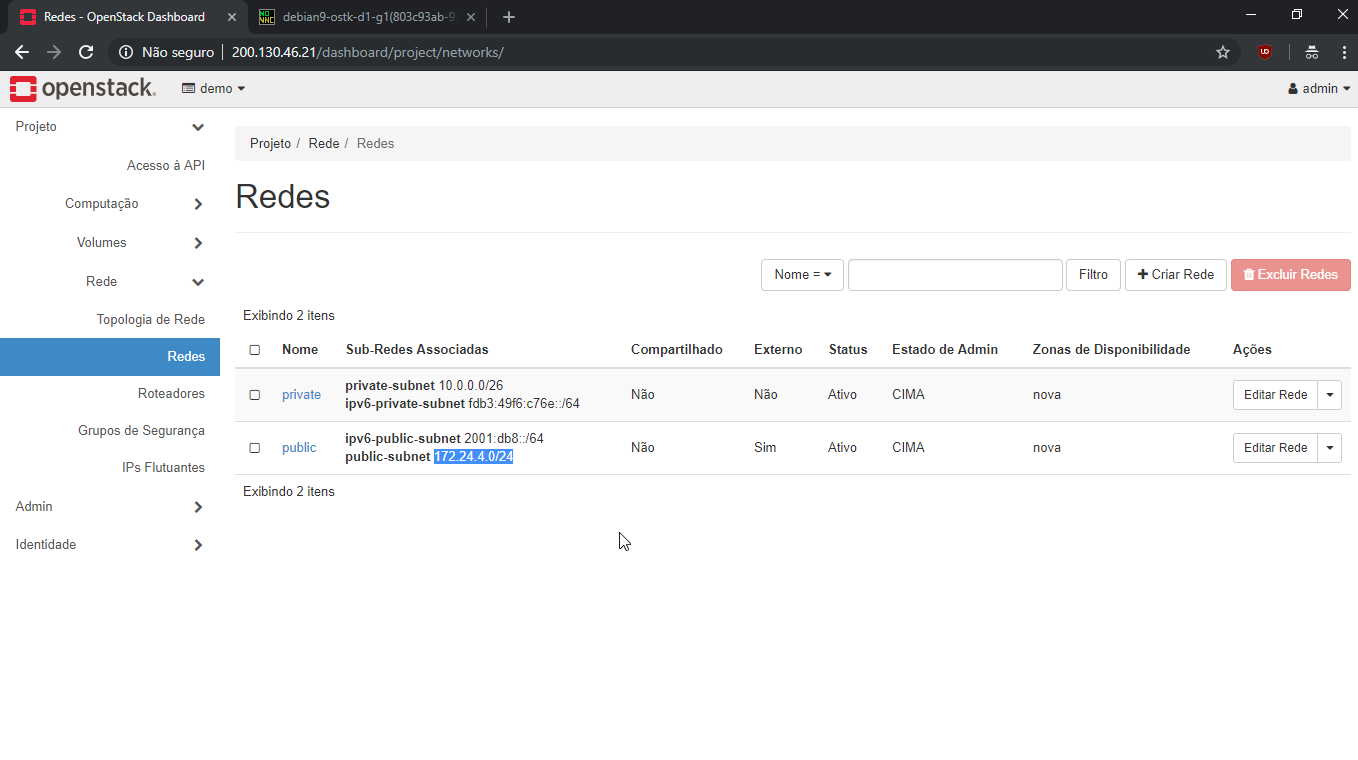 Redes - OpenStack Dashboard
debian9-ostk-d1-g1(803c93ab-9
Não seguro
200.130.46.21/dashboard/project/networks/
openstack.
demo
admin
Projeto
Acesso à API
Computação
Volumes
Rede
Topologia de Rede
Redes
Roteadores
Grupos de Segurança
IPs Flutuantes
Admin
Identidade
Projeto / Rede / Redes
Redes
Nome =
Filtro
Criar Rede
Excluir Redes
Exibindo 2 itens
Nome Sub-Redes Associadas Compartilhado Externo Status Estado de Admin Zonas de Disponibilidade Ações
private private-subnet 10.0.0.0/26 Não Não Ativo CIMA nova Editar Rede
ipv6-private-subnet fdb3:49f6:c76e::/64
public ipv6-public-subnet 2001:db8::/64 Não Sim Ativo CIMA nova Editar Rede
public-subnet 172.24.4.0/24
Exibindo 2 itens